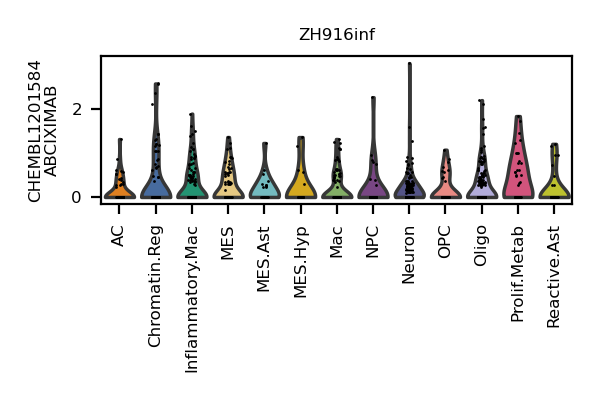 ZH916inf
CHEMBL1201584
ABCIXIMAB
2
0
AC
Chromatin.Reg
Inflammatory.Mac
MES
MES.Ast
MES.Hyp
Mac
NPC
Neuron
OPC
Oligo
Prolif.Metab
Reactive.Ast